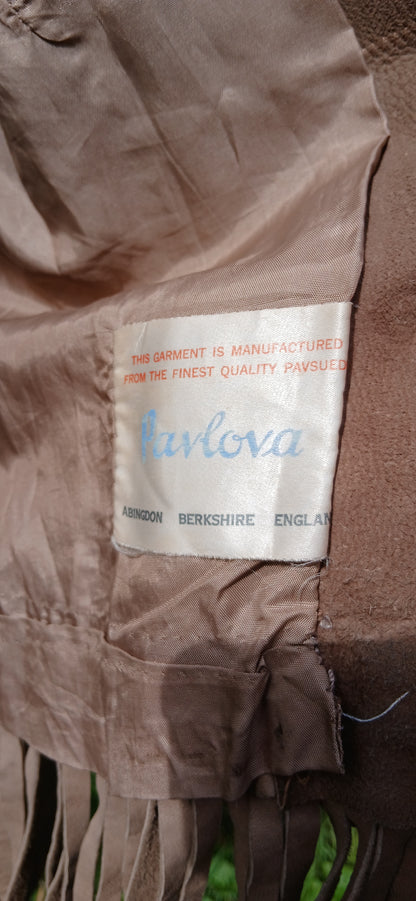 THIS GARMENT IS MANUFACTURED
FROM THE FINEST QUALITY PAVSUED
Pavlova
ABINGDON BERKSHIRE ENGLAN